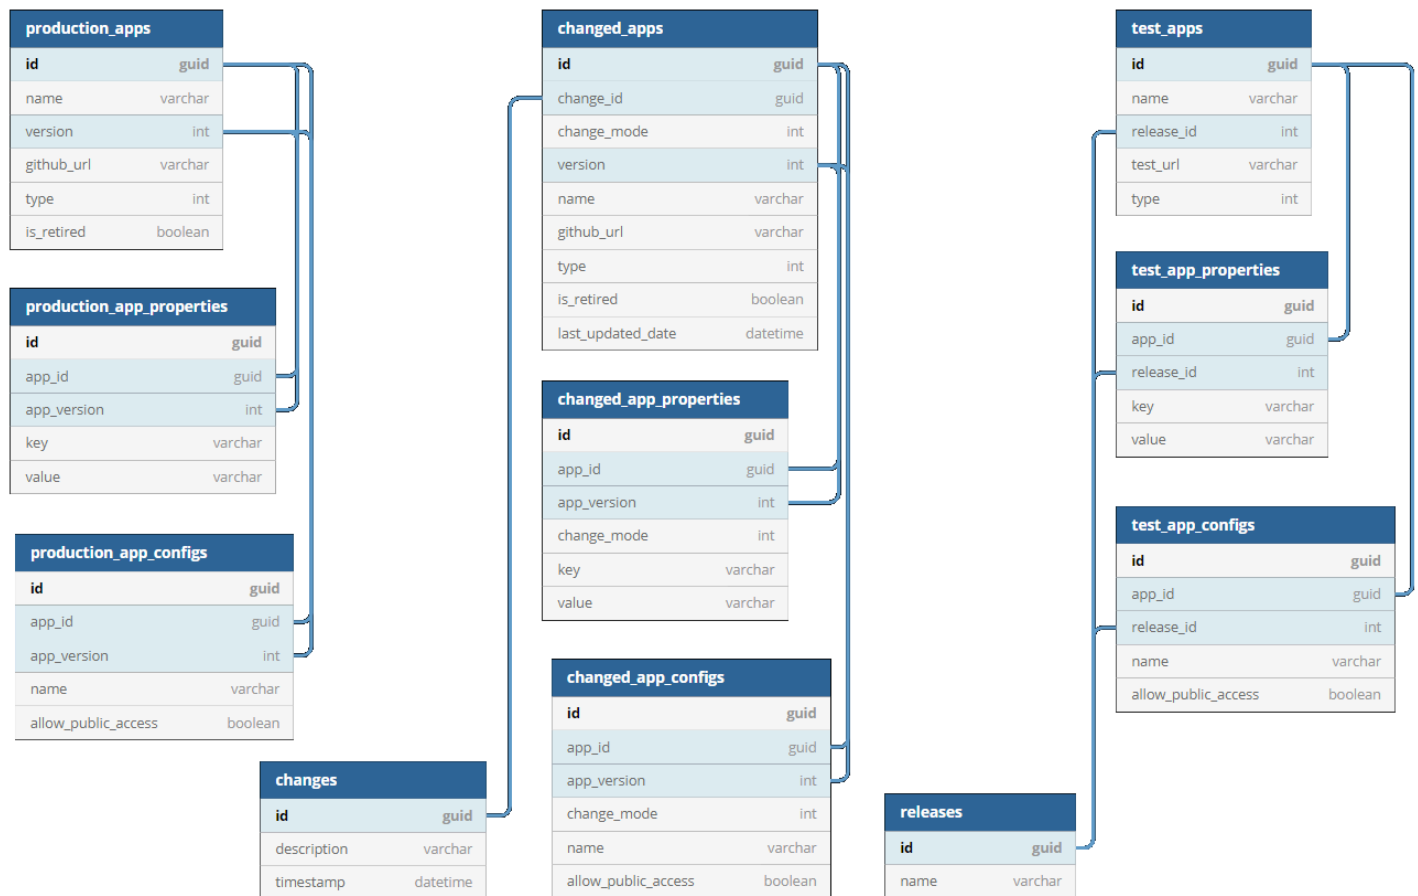 production_apps
id guid
name varchar
version int
github_url varchar
type int
is_retired boolean
production_app_properties
id guid
app_id guid
app_version int
key varchar
value varchar
production_app_configs
id guid
app_id guid
app_version int
name varchar
allow_public_access boolean
changes
id guid
description varchar
timestamp datetime
changed_apps
id guid
change_id guid
change_mode int
version int
name varchar
github_url varchar
type int
is_retired boolean
last_updated_date datetime
changed_app_properties
id guid
app_id guid
app_version int
change_mode int
key varchar
value varchar
changed_app_configs
id guid
app_id guid
app_version int
change_mode int
name varchar
allow_public_access boolean
test_apps
id guid
name varchar
release_id int
test_url varchar
type int
test_app_properties
id guid
app_id guid
release_id int
key varchar
value varchar
test_app_configs
id guid
app_id guid
release_id int
name varchar
allow_public_access boolean
releases
id guid
name varchar